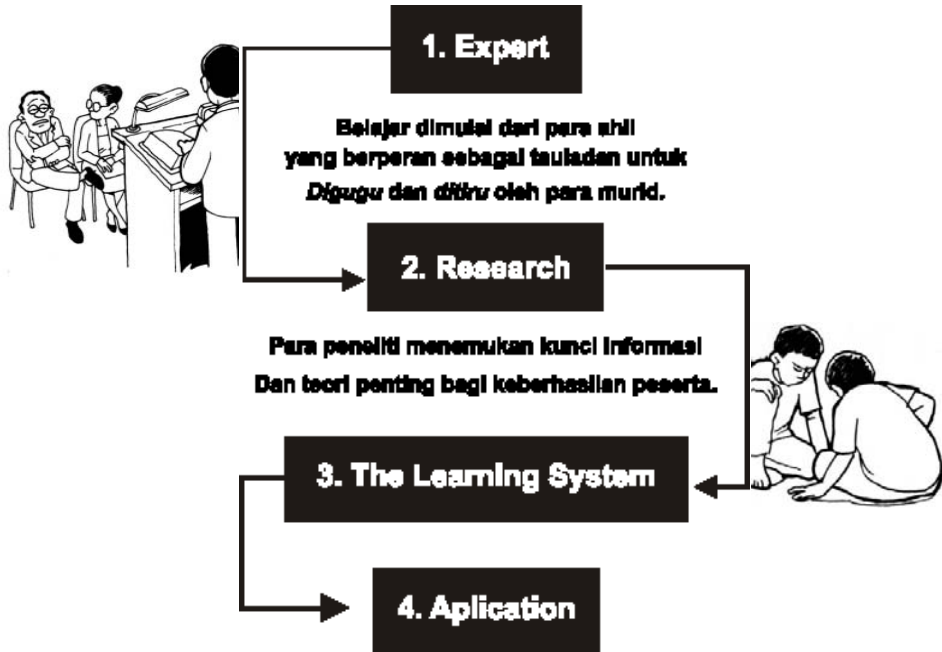 1. Expert
Belajar dimulai dari para ahli
yang berperan sebagai tauladan untuk
Digugu dan ditiru oleh para murid.
2. Research
Para peneliti menemukan kunci informasi
Dan teori penting bagi keberhasilan peserta.
3. The Learning System
4. Aplication